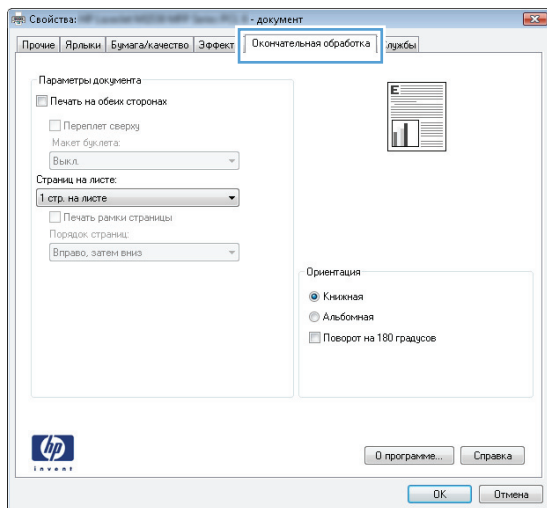 Свойства: - документ
Прочие Ярлыки Бумага/качество Эффект Окончательная обработка лужбы
Параметры документа
Печать на обеих сторонах
Переплет сверху
Макет буклета:
Выкл.
Страниц на листе:
1 стр. на листе
Печать рамки страницы
Порядок страниц:
Вправо, затем вниз
E
Ориентация
Книжная
Альбомная
Поворот на 180 градусов
hp
invent
О программе... Справка
OK Отмена